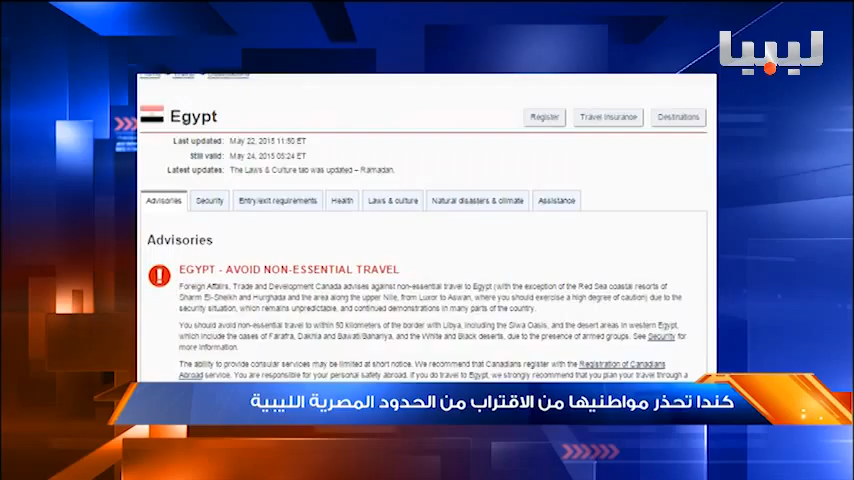 ليبيا
Home
Travel
Destinations
Egypt
Register
Travel Insurance
Destinations
Last updated: May 22, 2015 11:50 ET
Still valid: May 24, 2015 05:24 ET
Latest updates: The Laws & Culture tab was updated – Ramadan.
Advisories
Security
Entry/exit requirements
Health
Laws & culture
Natural disasters & climate
Assistance
Advisories
EGYPT - AVOID NON-ESSENTIAL TRAVEL
Foreign Affairs, Trade and Development Canada advises against non-essential travel to Egypt (with the exception of the Red Sea coastal resorts of
Sharm El-Sheikh and Hurghada and the area along the upper Nile, from Luxor to Aswan, where you should exercise a high degree of caution) due to the
security situation, which remains unpredictable, and continued demonstrations in many parts of the country.
You should avoid non-essential travel to within 50 kilometers of the border with Libya, including the Siwa Oasis, and the desert areas in western Egypt,
which include the oases of Farafra, Dakhla and Bawati/Bahariya, and the White and Black deserts, due to the presence of armed groups. See Security for
more information.
The ability to provide consular services may be limited at short notice. We recommend that Canadians register with the Registration of Canadians
Abroad service. You are responsible for your personal safety abroad. If you do travel to Egypt, we strongly recommend that you plan your travel through a
كندا تحذر مواطنيها من الاقتراب من الحدود المصرية الليبية